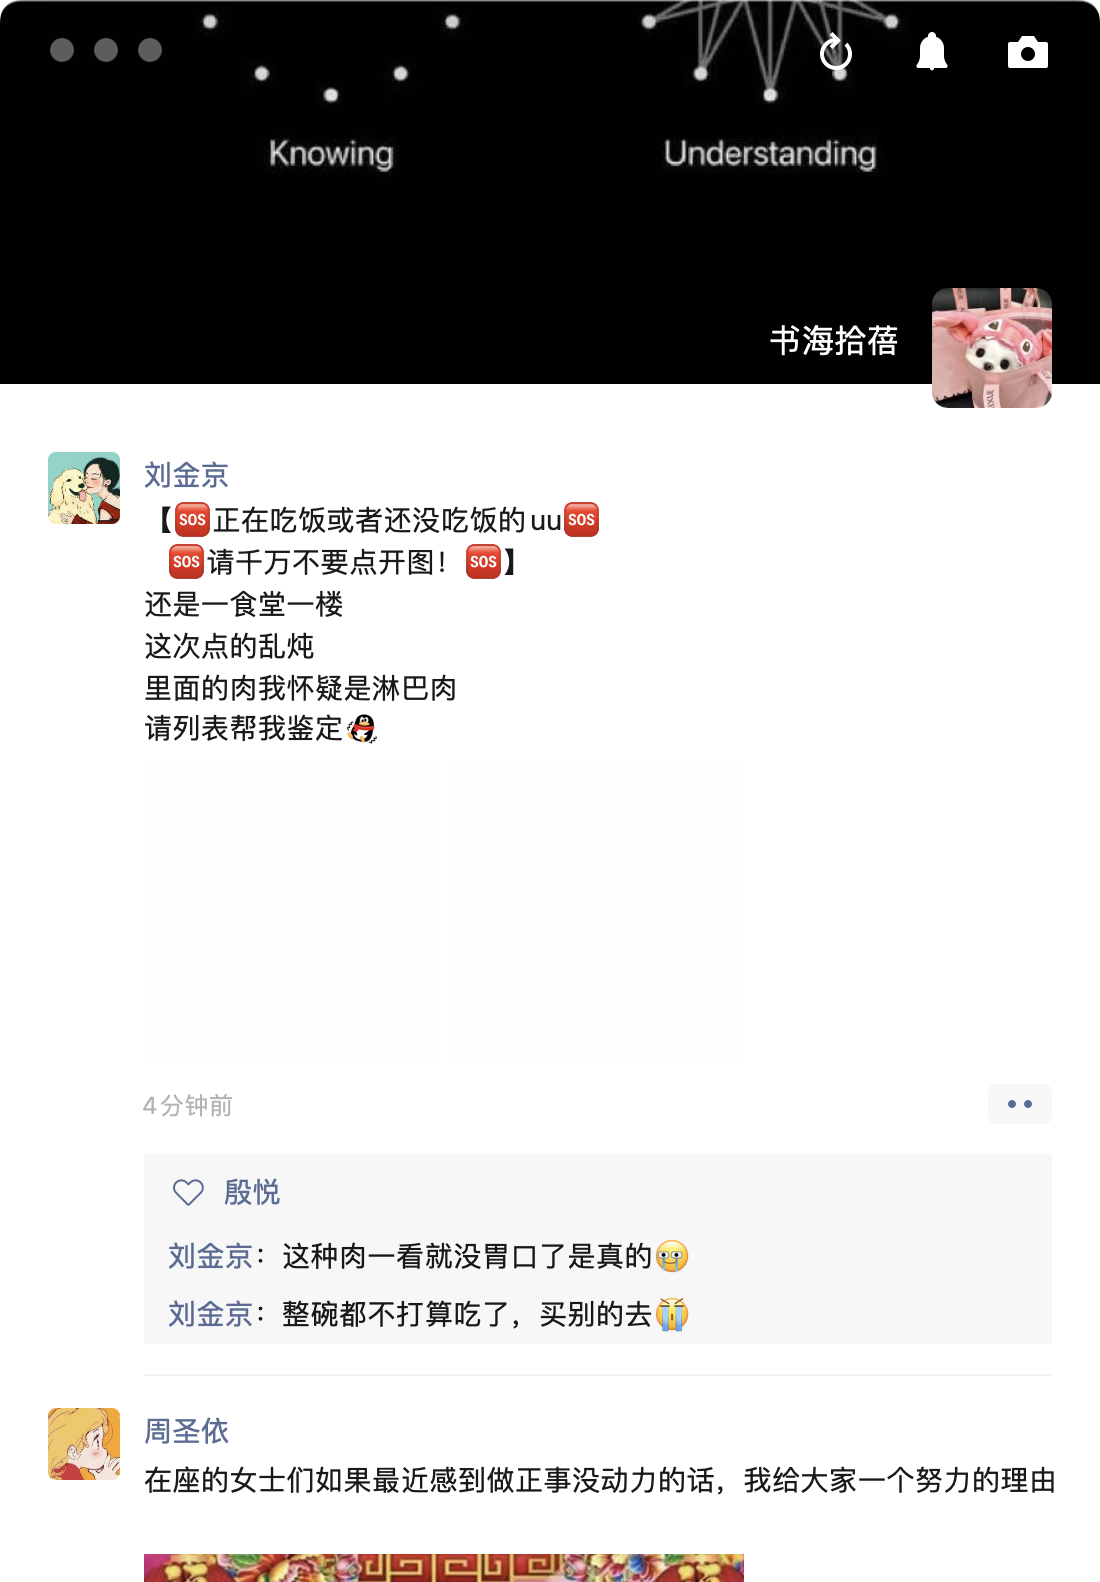 Knowing
Understanding
书海拾蓓
刘金京
【🆘正在吃饭或者还没吃饭的uu🆘
🆘请千万不要点开图！🆘】
还是一食堂一楼
这次点的乱炖
里面的肉我怀疑是淋巴肉
请列表帮我鉴定
4分钟前
殷悦
刘金京：这种肉一看就没胃口了是真的
刘金京：整碗都不打算吃了，买别的去😭
周圣依
在座的女士们如果最近感到做正事没动力的话，我给大家一个努力的理由